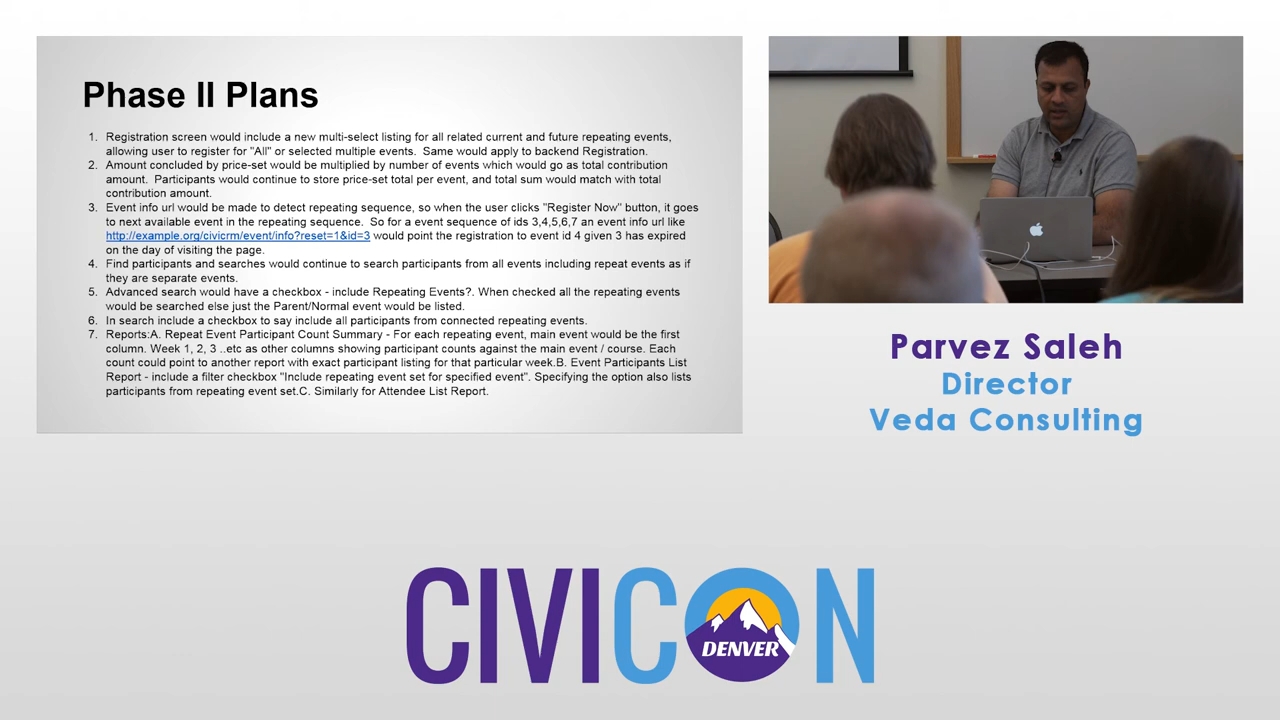 Phase II Plans
1. Registration screen would include a new multi-select listing for all related current and future repeating events,
allowing user to register for "All" or selected multiple events. Same would apply to backend Registration.
2. Amount concluded by price-set would be multiplied by number of events which would go as total contribution
amount. Participants would continue to store price-set total per event, and total sum would match with total
contribution amount.
3. Event info url would be made to detect repeating sequence, so when the user clicks "Register Now" button, it goes
to next available event in the repeating sequence. So for a event sequence of ids 3,4,5,6,7 an event info url like
http://example.org/civicrm/event/info?reset=1&id=3 would point the registration to event id 4 given 3 has expired
on the day of visiting the page.
4. Find participants and searches would continue to search participants from all events including repeat events as if
they are separate events.
5. Advanced search would have a checkbox - include Repeating Events?. When checked all the repeating events
would be searched else just the Parent/Normal event would be listed.
6. In search include a checkbox to say include all participants from connected repeating events.
7. Reports:A. Repeat Event Participant Count Summary - For each repeating event, main event would be the first
column. Week 1, 2, 3 ..etc as other columns showing participant counts against the main event / course. Each
count could point to another report with exact participant listing for that particular week.B. Event Participants List
Report - include a filter checkbox "Include repeating event set for specified event". Specifying the option also lists
participants from repeating event set.C. Similarly for Attendee List Report.
Parvez Saleh
Director
Veda Consulting
CIVICON
DENVER